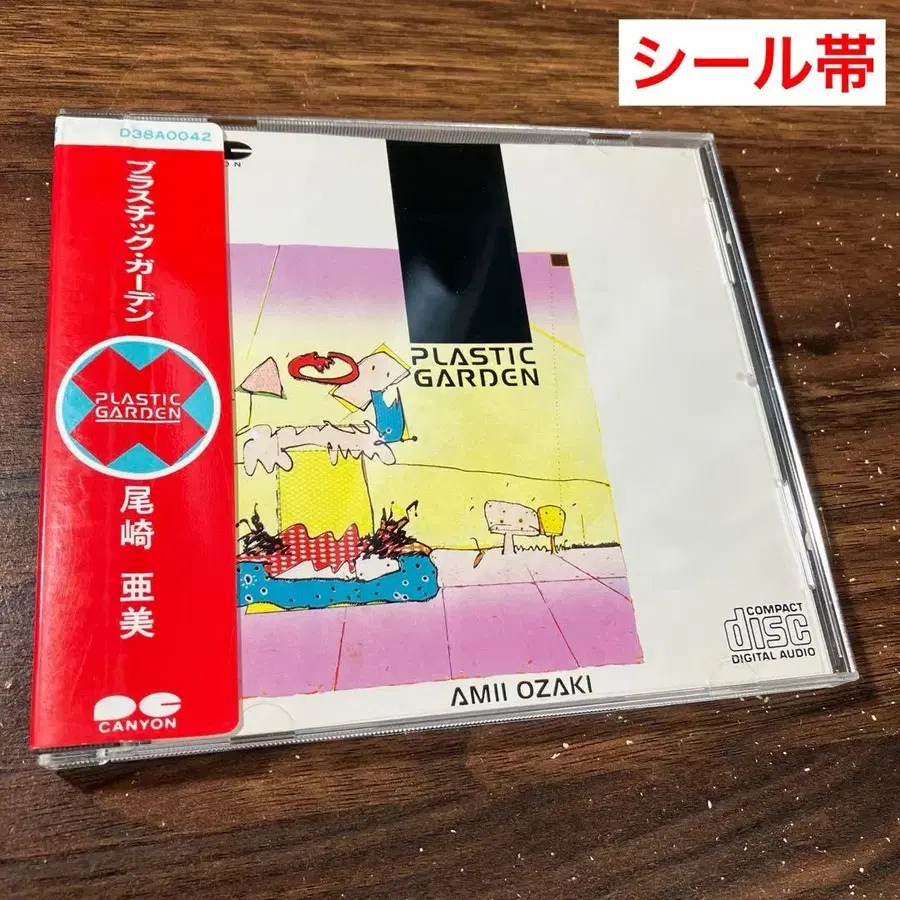 シール帯
D38A0042
プラスチック・ガーデン
PLASTIC
GARDEN
尾崎 亜美
CANYON
PLASTIC
GARDEN
COMPACT
disc
DIGITAL AUDIO
AMII OZAKI